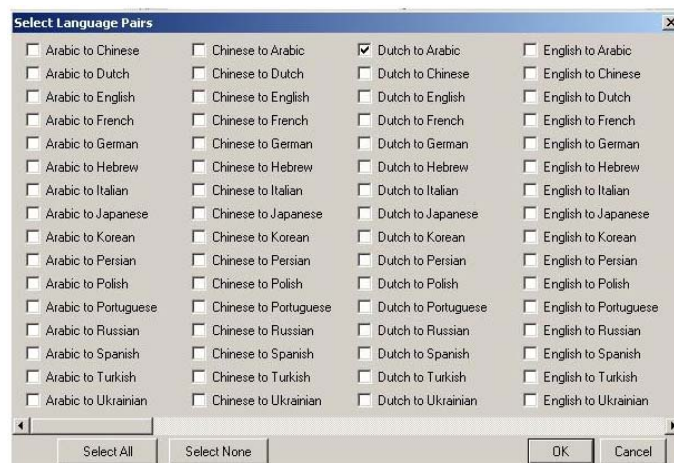 Select Language Pairs
Arabic to Chinese Chinese to Arabic Dutch to Arabic English to Arabic
Arabic to Dutch Chinese to Dutch Dutch to Chinese English to Chinese
Arabic to English Chinese to English Dutch to English English to Dutch
Arabic to French Chinese to French Dutch to French English to French
Arabic to German Chinese to German Dutch to German English to German
Arabic to Hebrew Chinese to Hebrew Dutch to Hebrew English to Hebrew
Arabic to Italian Chinese to Italian Dutch to Italian English to Italian
Arabic to Japanese Chinese to Japanese Dutch to Japanese English to Japanese
Arabic to Korean Chinese to Korean Dutch to Korean English to Korean
Arabic to Persian Chinese to Persian Dutch to Persian English to Persian
Arabic to Polish Chinese to Polish Dutch to Polish English to Polish
Arabic to Portuguese Chinese to Portuguese Dutch to Portuguese English to Portuguese
Arabic to Russian Chinese to Russian Dutch to Russian English to Russian
Arabic to Spanish Chinese to Spanish Dutch to Spanish English to Spanish
Arabic to Turkish Chinese to Turkish Dutch to Turkish English to Turkish
Arabic to Ukrainian Chinese to Ukrainian Dutch to Ukrainian English to Ukrainian
Select All Select None OK Cancel